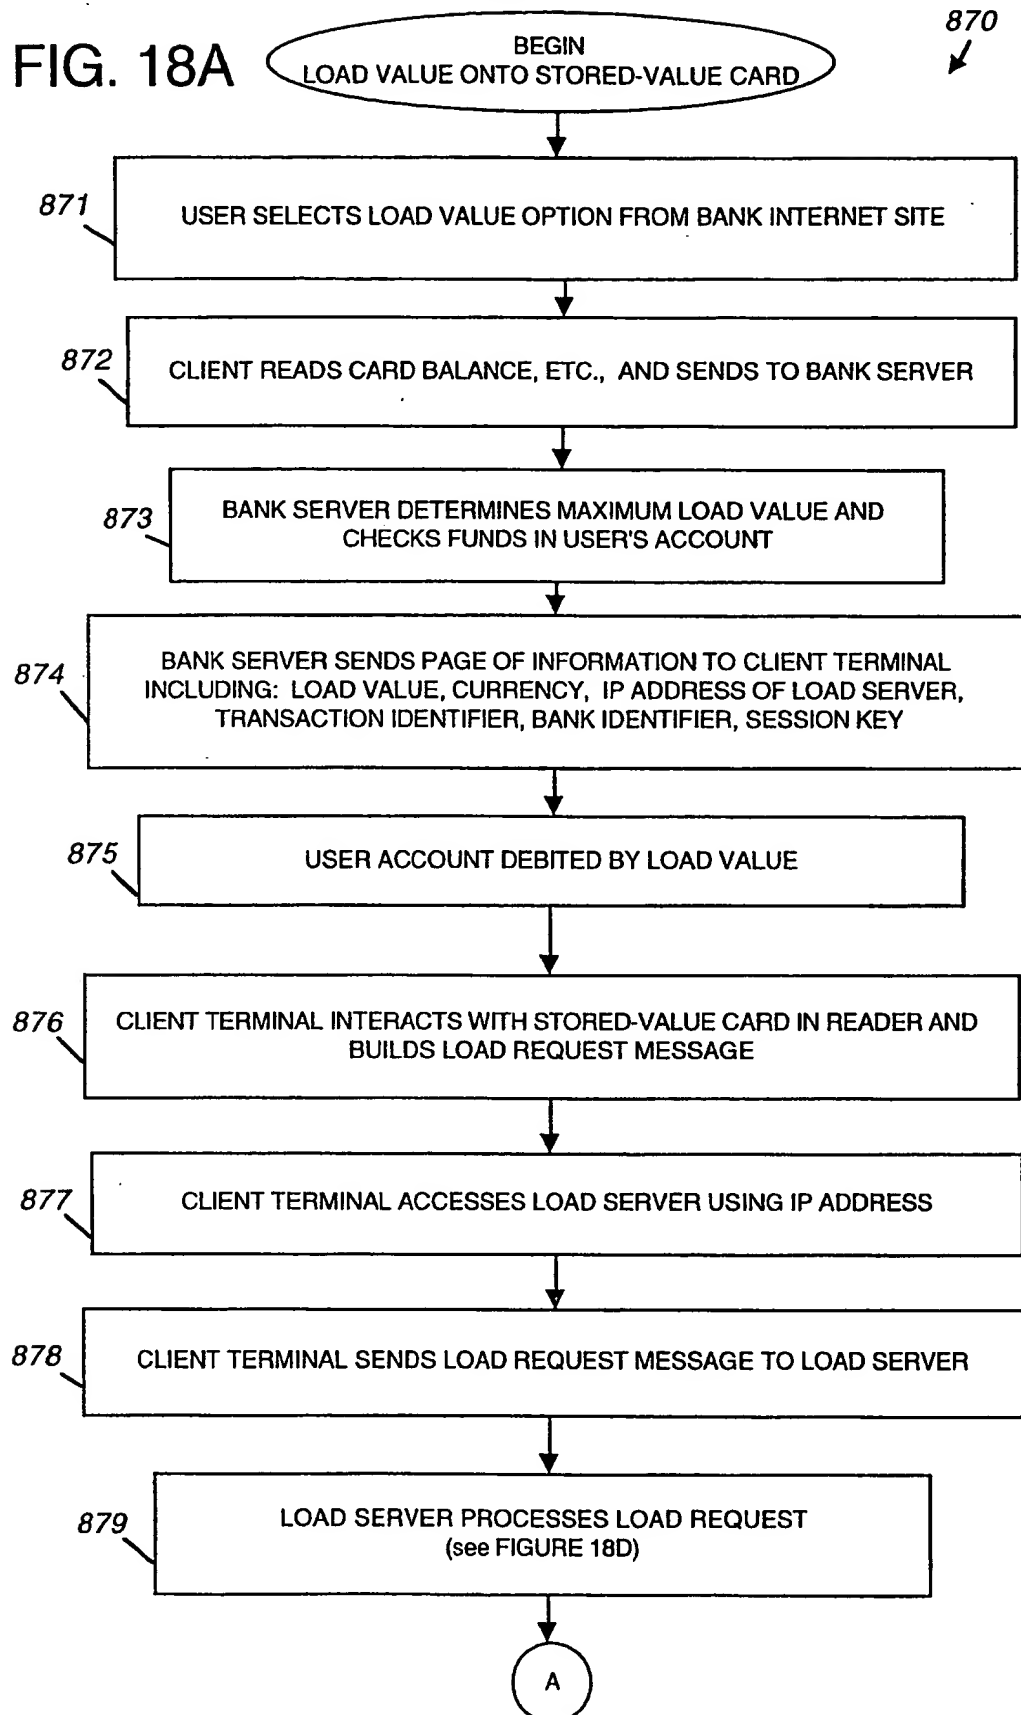 FIG. 18A
870
BEGIN
LOAD VALUE ONTO STORED-VALUE CARD
871
USER SELECTS LOAD VALUE OPTION FROM BANK INTERNET SITE
872
CLIENT READS CARD BALANCE, ETC., AND SENDS TO BANK SERVER
873
BANK SERVER DETERMINES MAXIMUM LOAD VALUE AND
CHECKS FUNDS IN USER'S ACCOUNT
874
BANK SERVER SENDS PAGE OF INFORMATION TO CLIENT TERMINAL
INCLUDING: LOAD VALUE, CURRENCY, IP ADDRESS OF LOAD SERVER,
TRANSACTION IDENTIFIER, BANK IDENTIFIER, SESSION KEY
875
USER ACCOUNT DEBITED BY LOAD VALUE
876
CLIENT TERMINAL INTERACTS WITH STORED-VALUE CARD IN READER AND
BUILDS LOAD REQUEST MESSAGE
877
CLIENT TERMINAL ACCESSES LOAD SERVER USING IP ADDRESS
878
CLIENT TERMINAL SENDS LOAD REQUEST MESSAGE TO LOAD SERVER
879
LOAD SERVER PROCESSES LOAD REQUEST
(see FIGURE 18D)
A